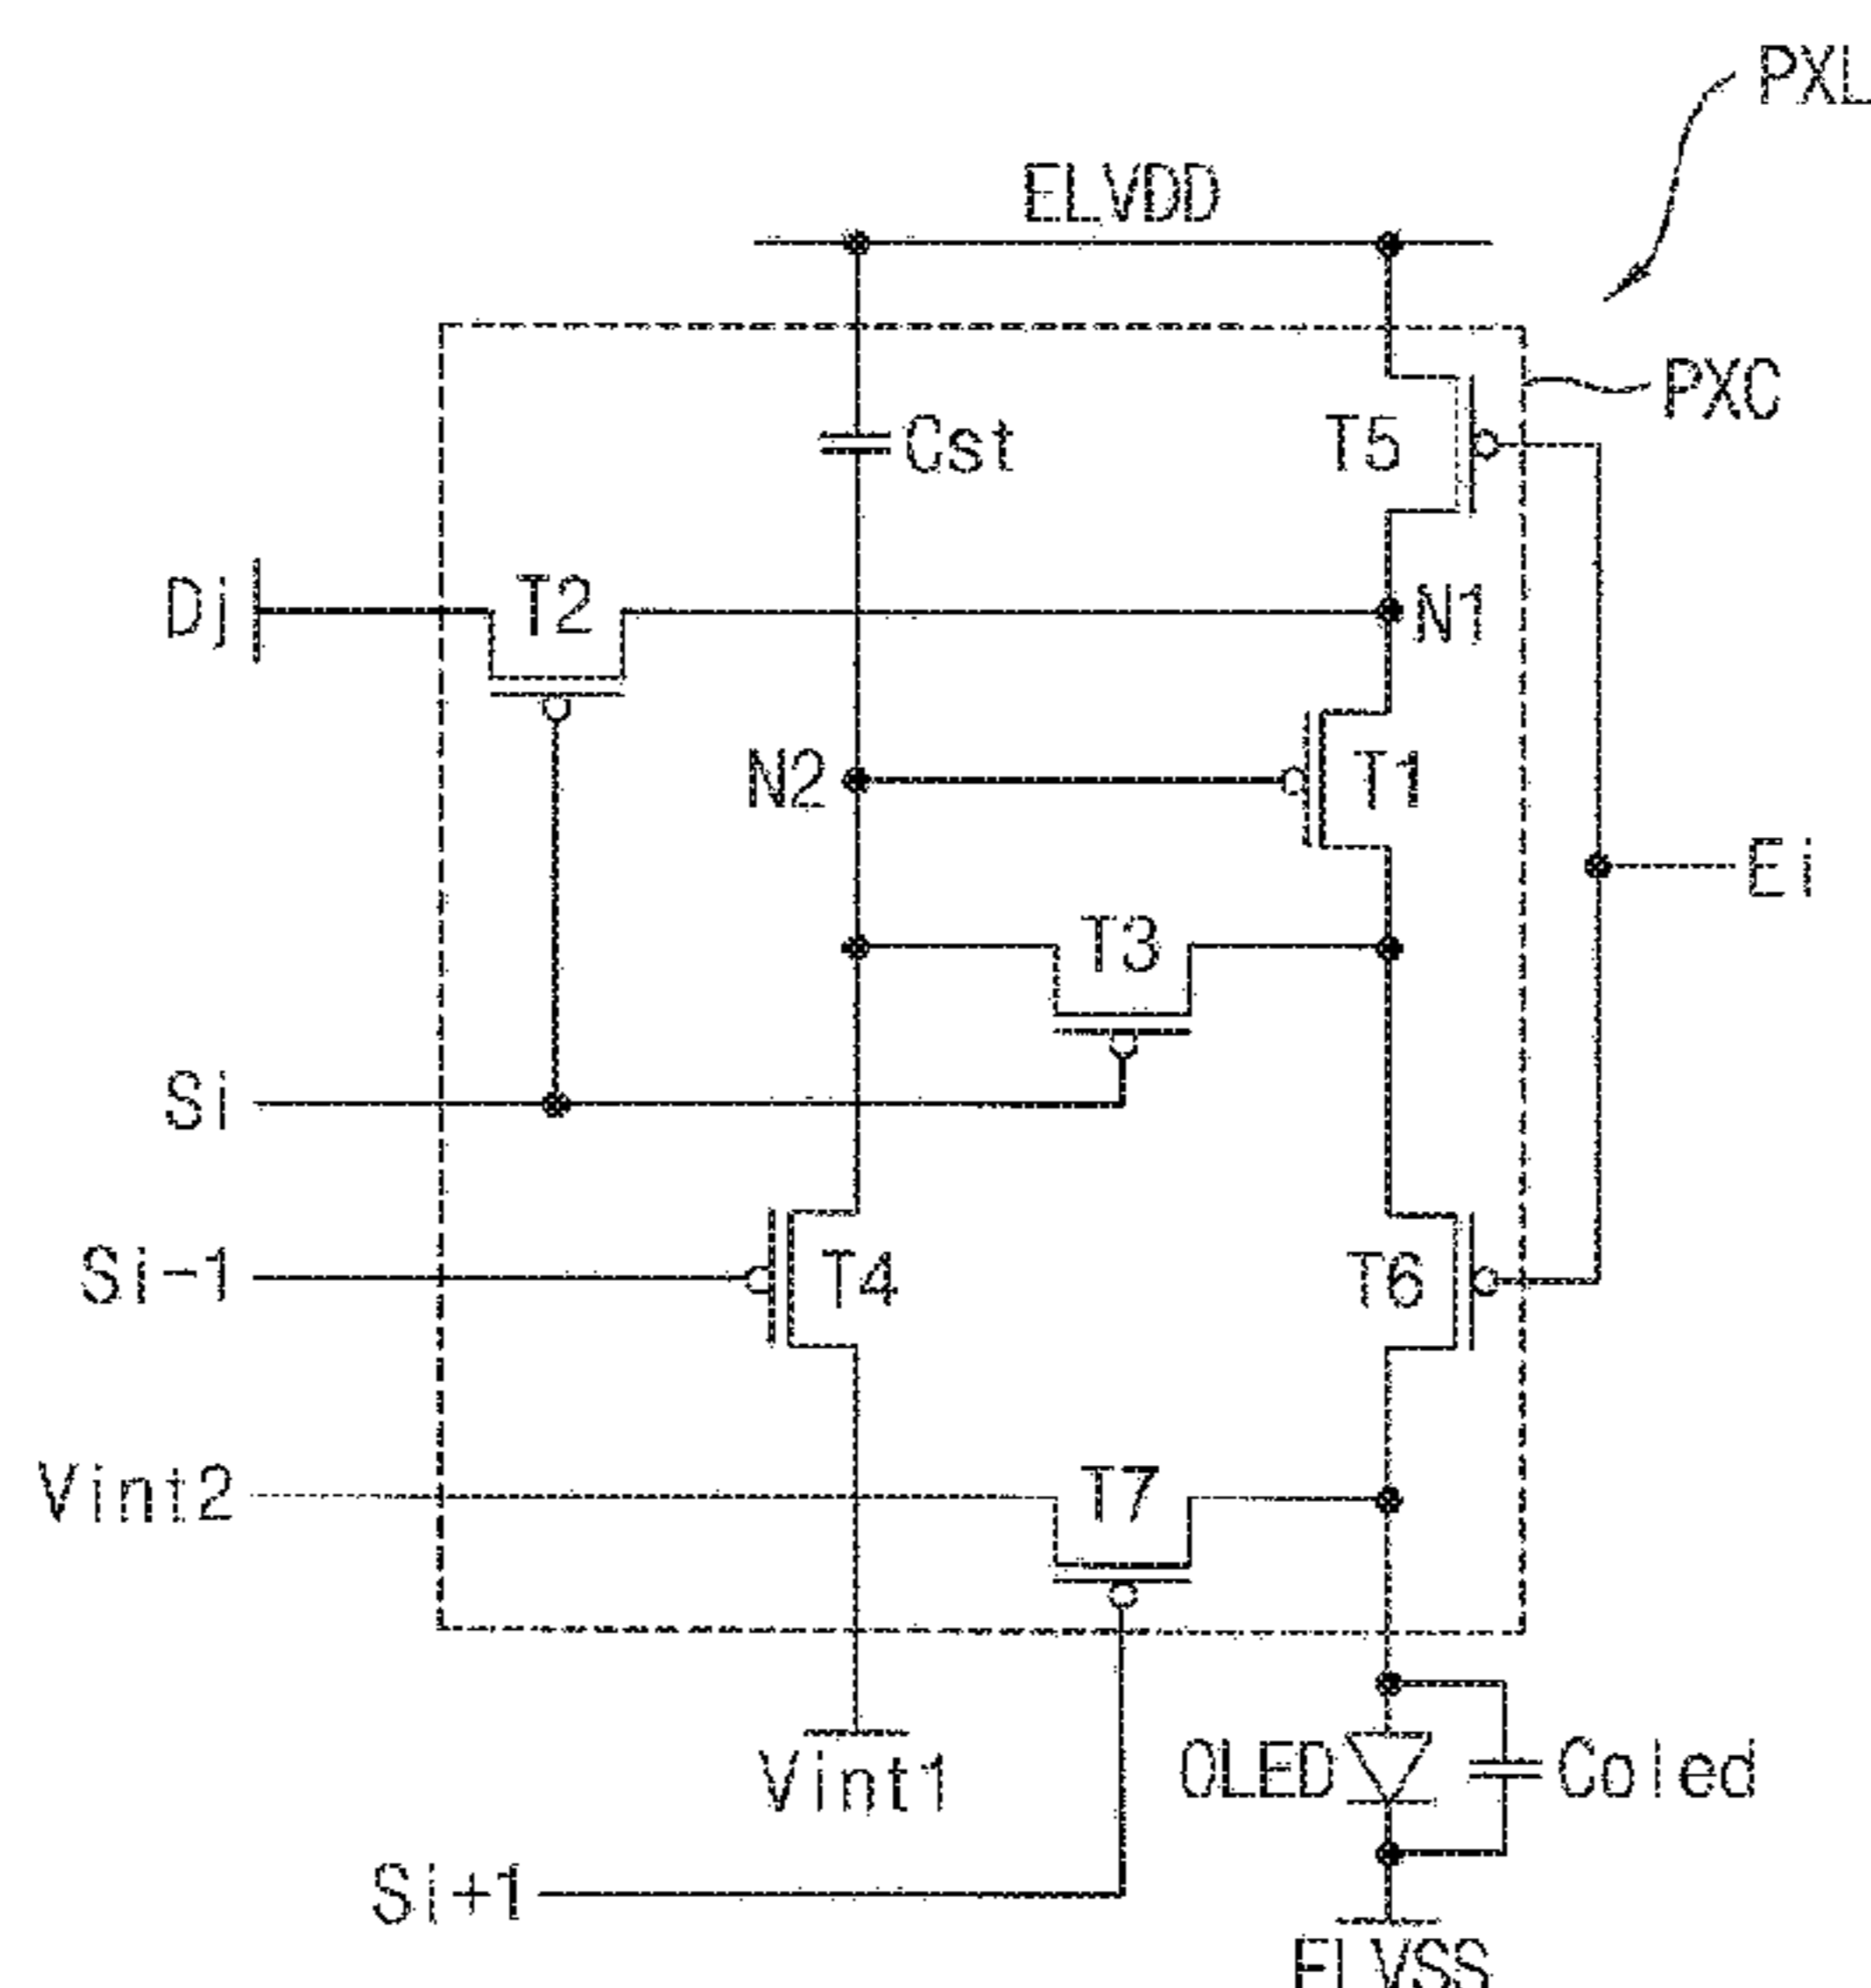 PXL
ELVDD
PXC
Cst
T5
Dj
T2
N1
N2
T1
Ei
T3
Si
Si-1
T4
T6
Vint2
T7
Vint1
OLED
Coled
Si+1
ELVSS